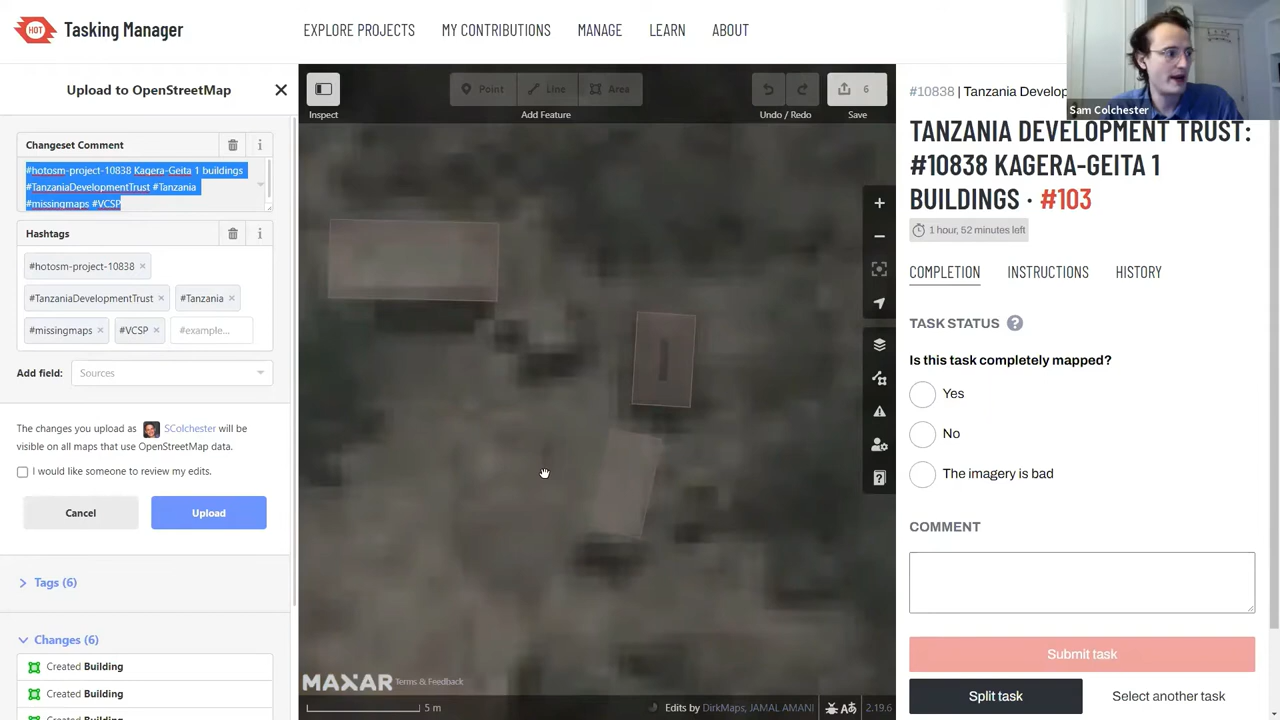 HOT Tasking Manager
EXPLORE PROJECTS MY CONTRIBUTIONS MANAGE LEARN ABOUT
Upload to OpenStreetMap
Changeset Comment
#hotosm-project-10838 Kagera-Geita 1 buildings
#TanzaniaDevelopmentTrust #Tanzania
#missingmaps #VCSP
Hashtags
#hotosm-project-10838
#TanzaniaDevelopmentTrust #Tanzania
#missingmaps #VCSP #example...
Add field: Sources
The changes you upload as SColchester will be
visible on all maps that use OpenStreetMap data.
I would like someone to review my edits.
Cancel Upload
Tags (6)
Changes (6)
Created Building
Created Building
Inspect
Point Line Area
Add Feature
Undo / Redo
6
Save
MAXAR Terms & Feedback
5 m
Edits by DirkMaps, JAMAL AMANI
2.19.6
#10838 | Tanzania Develop
Sam Colchester
TANZANIA DEVELOPMENT TRUST:
#10838 KAGERA-GEITA 1
BUILDINGS · #103
1 hour, 52 minutes left
COMPLETION INSTRUCTIONS HISTORY
TASK STATUS ?
Is this task completely mapped?
Yes
No
The imagery is bad
COMMENT
Submit task
Split task Select another task